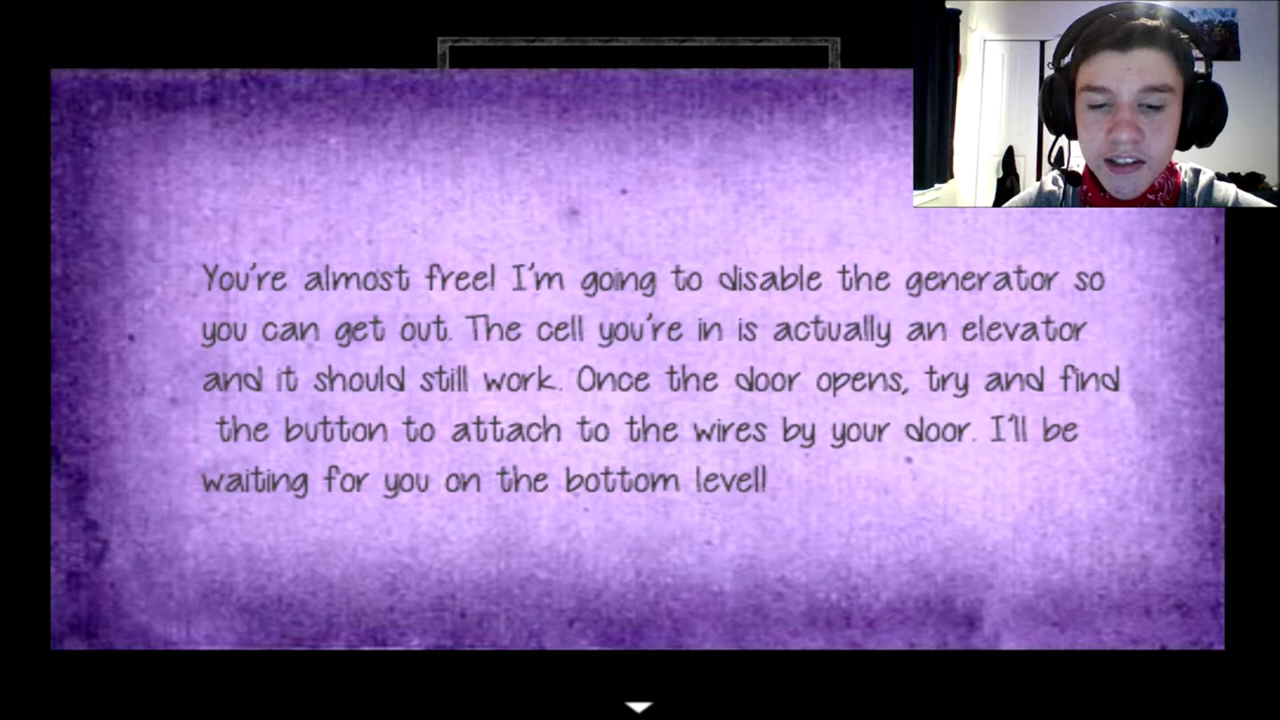 You're almost free! I'm going to disable the generator so
you can get out. The cell you're in is actually an elevator
and it should still work. Once the door opens, try and find
the button to attach to the wires by your door. I'll be
waiting for you on the bottom level!